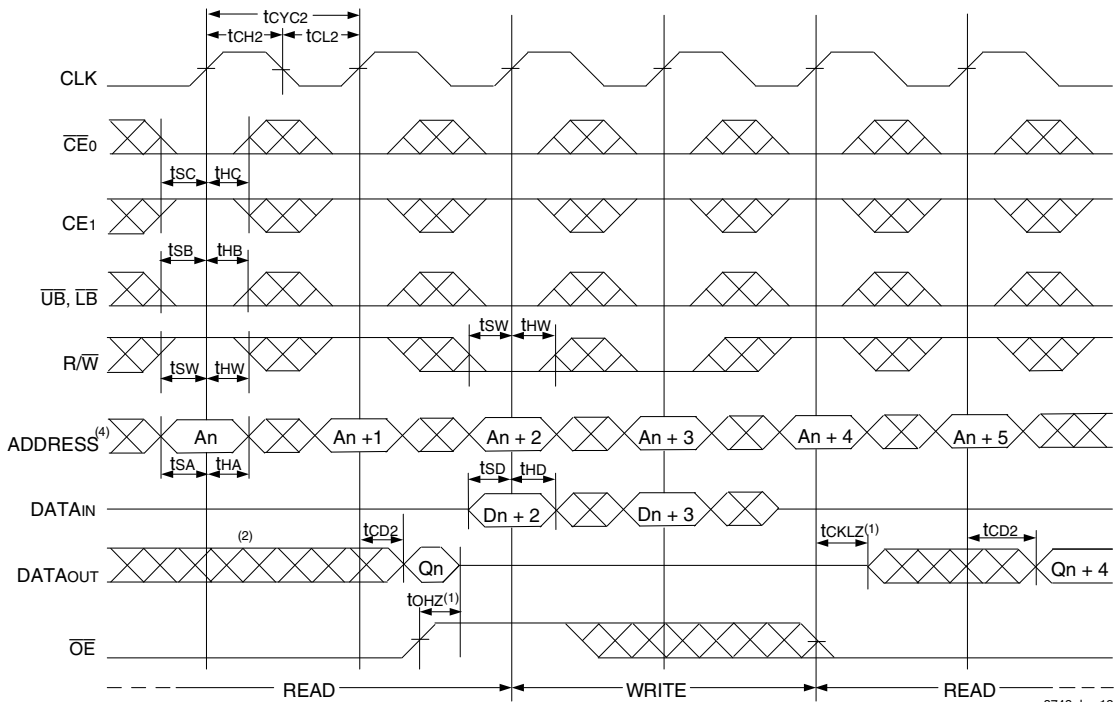 tCYC2
tCH2 tCL2
CLK
CE0
tSC tHC
CE1
tSB tHB
UB, LB
tSW tHW
R/W
tSW tHW
ADDRESS(4) An An +1 An + 2 An + 3 An + 4 An + 5
tSA tHA tSD tHD
DATAIN Dn + 2 Dn + 3
tCD2 tCKLZ(1) tCD2
(2)
DATAOUT Qn Qn + 4
tOHZ(1)
OE
READ WRITE READ